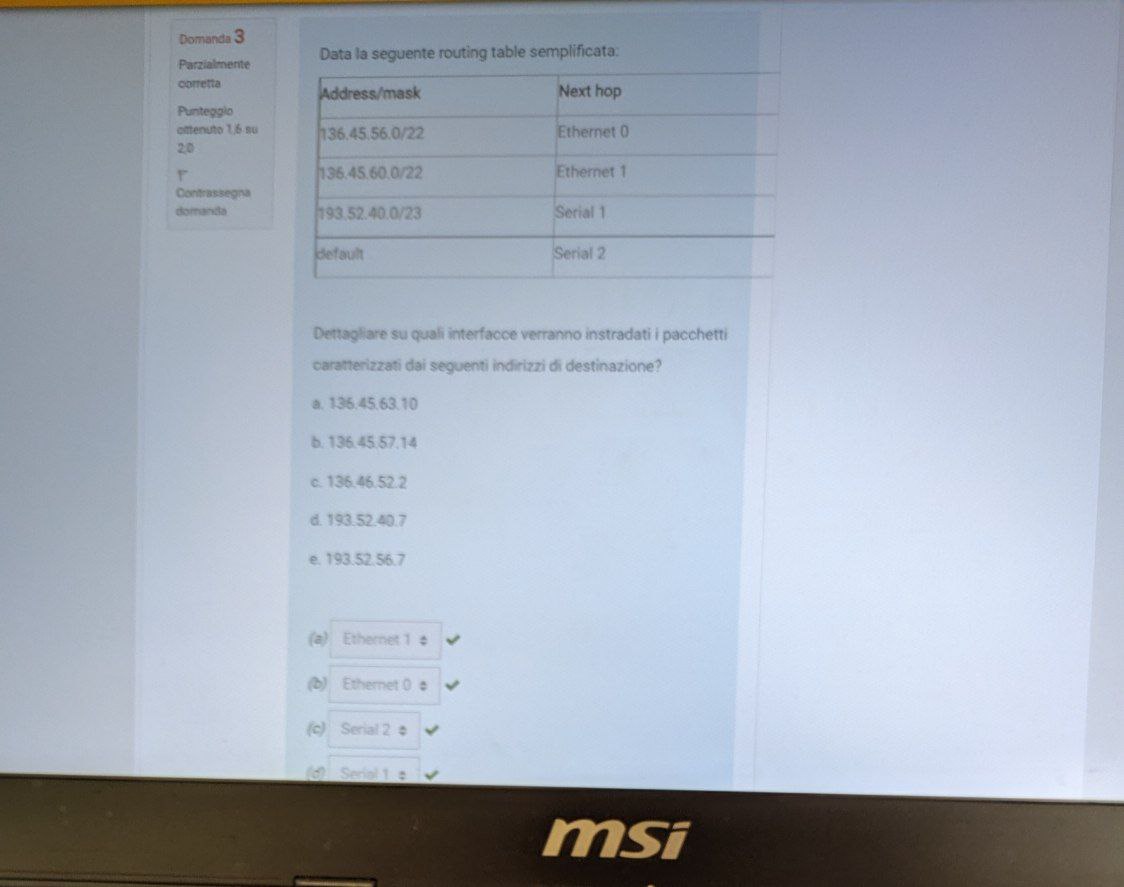 Domanda 3
Parzialmente
corretta
Punteggio
ottenuto 1,6 su
2,0
Contrassegna
domanda
Data la seguente routing table semplificata:
Address/mask Next hop
136.45.56.0/22 Ethernet 0
136.45.60.0/22 Ethernet 1
193.52.40.0/23 Serial 1
default Serial 2
Dettagliare su quali interfacce verranno instradati i pacchetti
caratterizzati dai seguenti indirizzi di destinazione?
a. 136.45.63.10
b. 136.45.57.14
c. 136.46.52.2
d. 193.52.40.7
e. 193.52.56.7
(a) Ethernet 1
(b) Ethernet 0
(c) Serial 2
(d) Serial 1
msi